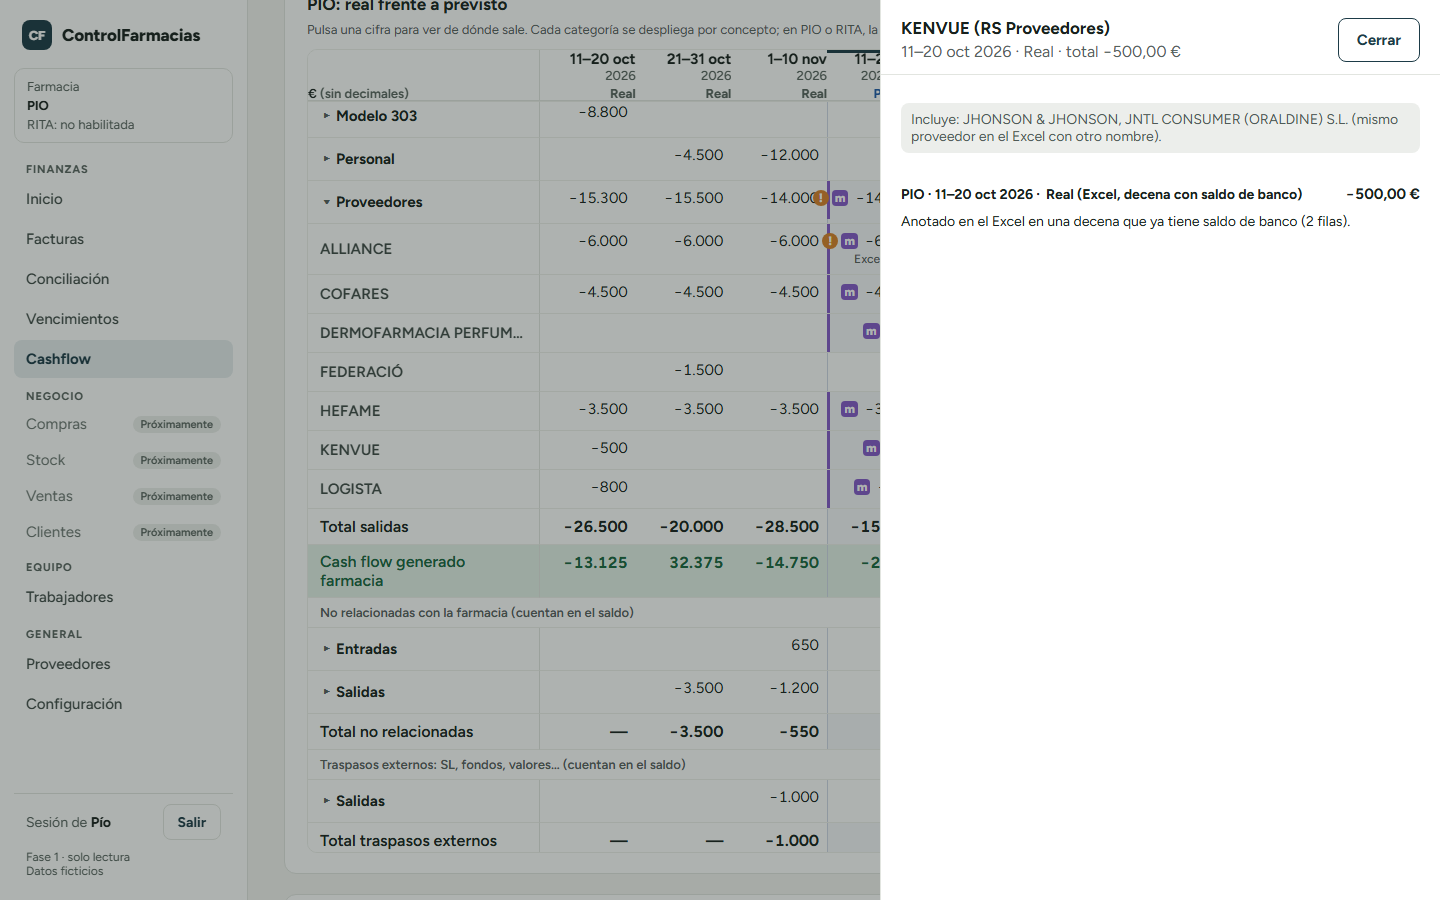 CF ControlFarmacias
Farmacia
PIO
RITA: no habilitada
FINANZAS
Inicio
Facturas
Conciliación
Vencimientos
Cashflow
NEGOCIO
Compras Próximamente
Stock Próximamente
Ventas Próximamente
Clientes Próximamente
EQUIPO
Trabajadores
GENERAL
Proveedores
Configuración
Sesión de Pío Salir
Fase 1 · solo lectura
Datos ficticios
PIO: real frente a previsto
Pulsa una cifra para ver de dónde sale. Cada categoría se despliega por concepto; en PIO o RITA, la
11–20 oct 21–31 oct 1–10 nov
2026 2026 2026
€ (sin decimales) Real Real Real
Modelo 303 −8.800
Personal −4.500 −12.000
Proveedores −15.300 −15.500 −14.000 ! m
ALLIANCE −6.000 −6.000 −6.000 ! m
COFARES −4.500 −4.500 −4.500 m
DERMOFARMACIA PERFUM... m
FEDERACIÓ −1.500
HEFAME −3.500 −3.500 −3.500 m
KENVUE −500 m
LOGISTA −800 m
Total salidas −26.500 −20.000 −28.500
Cash flow generado −13.125 32.375 −14.750
farmacia
No relacionadas con la farmacia (cuentan en el saldo)
Entradas 650
Salidas −3.500 −1.200
Total no relacionadas — −3.500 −550
Traspasos externos: SL, fondos, valores... (cuentan en el saldo)
Salidas −1.000
Total traspasos externos — — −1.000
KENVUE (RS Proveedores)
11–20 oct 2026 · Real · total −500,00 €
Cerrar
Incluye: JHONSON & JHONSON, JNTL CONSUMER (ORALDINE) S.L. (mismo
proveedor en el Excel con otro nombre).
PIO · 11–20 oct 2026 · Real (Excel, decena con saldo de banco) −500,00 €
Anotado en el Excel en una decena que ya tiene saldo de banco (2 filas).